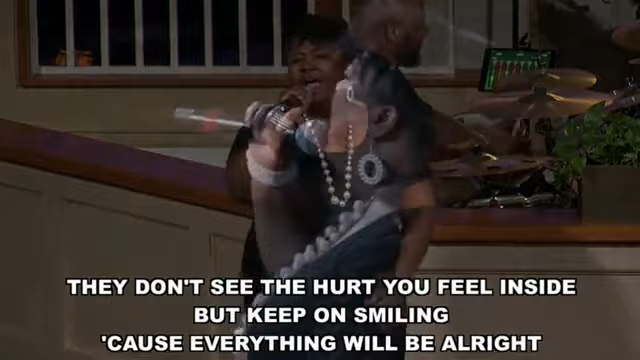 THEY DON'T SEE THE HURT YOU FEEL INSIDE
BUT KEEP ON SMILING
'CAUSE EVERYTHING WILL BE ALRIGHT